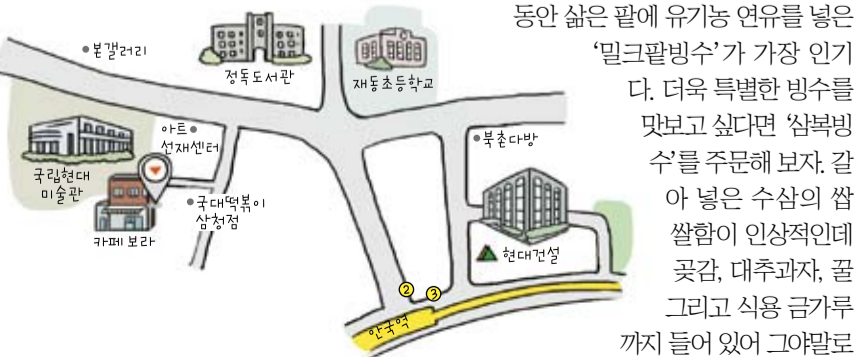 동안 삶은 팥에 유기농 연유를 넣은
‘밀크팥빙수’가 가장 인기
다. 더욱 특별한 빙수를
맛보고 싶다면 ‘삼복빙
수’를 주문해 보자. 갈
아 넣은 수삼의 쌉
쌀함이 인상적인데
곶감, 대추과자, 꿀
그리고 식용 금가루
까지 들어 있어 그야말로
본갤러리
정독도서관
재동초등학교
아트
선재센터
북촌다방
국립현대
미술관
국대떡볶이
삼청점
카페 보라
현대건설
②
③
안국역